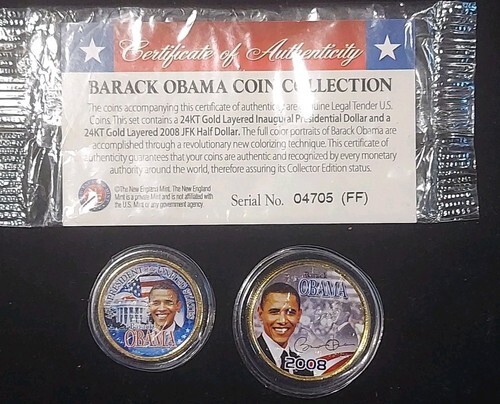 Certificate of Authenticity
BARACK OBAMA COIN COLLECTION
The coins accompanying this certificate of authenticity are Genuine Legal Tender U.S.
Coins. This set contains a 24KT Gold Layered Inaugural Presidential Dollar and a
24KT Gold Layered 2008 JFK Half Dollar. The full color portraits of Barack Obama are
accomplished through a revolutionary new colorizing technique. This certificate of
authenticity guarantees that your coins are authentic and recognized by every monetary
authority around the world, therefore assuring its Collector Edition status.
©The New England Mint. The New England
Mint is a private Mint and is not affiliated with
the U.S. Mint or any government agency.
Serial No. 04705 (FF)
PRESIDENT UNITED STATES
Barack
OBAMA
Barack
OBAMA
2008